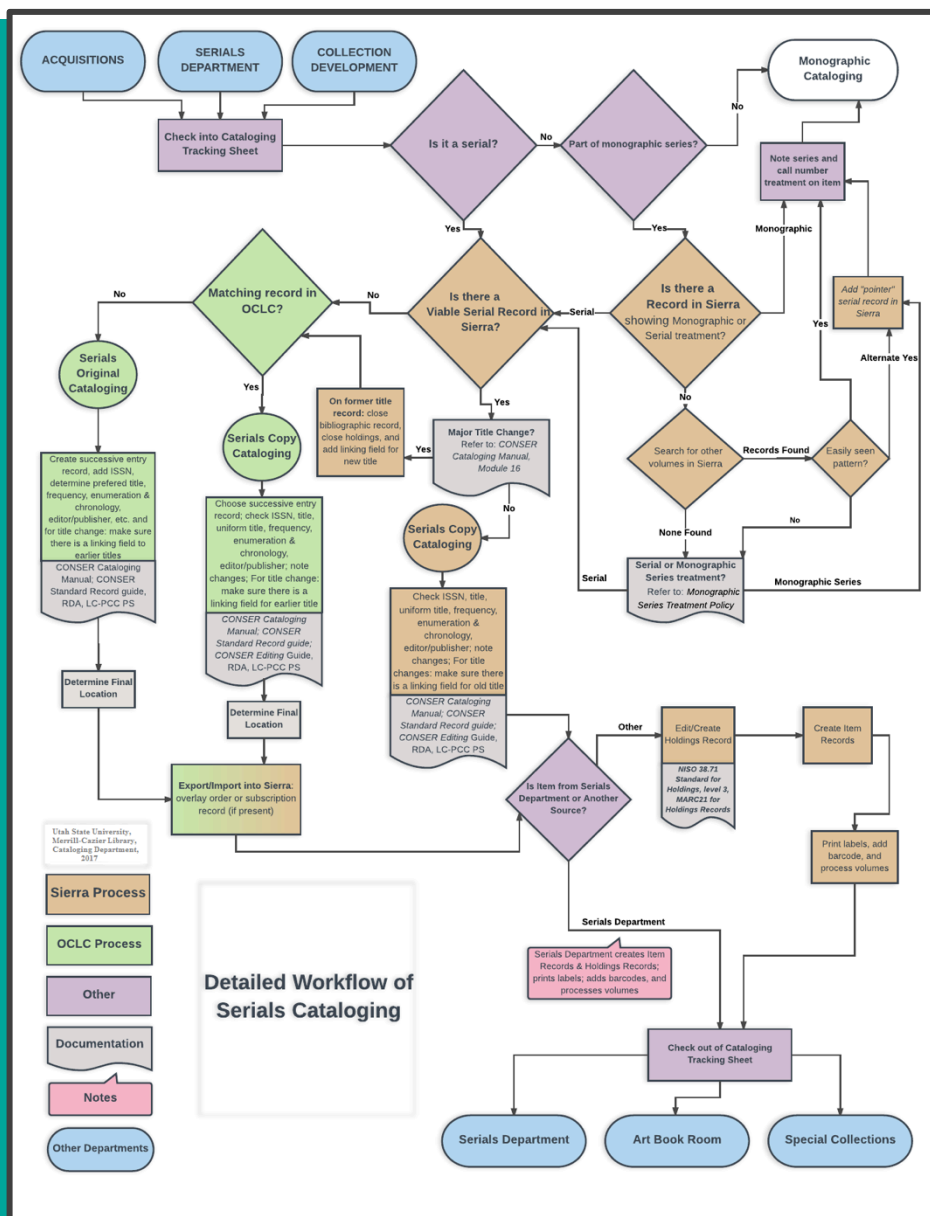 ACQUISITIONS
SERIALS
DEPARTMENT
COLLECTION
DEVELOPMENT
Monographic
Cataloging
Check into Cataloging
Tracking Sheet
Is it a serial?
No
Part of monographic series?
No
Note series and
call number
treatment on item
Yes
Yes
Monographic
Matching record in
OCLC?
No
No
Is there a
Viable Serial Record in
Sierra?
Serial
Is there a
Record in Sierra
showing Monographic or
Serial treatment?
Add "pointer"
serial record in
Sierra
Yes
Alternate Yes
Serials
Original
Cataloging
Yes
On former title
record: close
bibliographic record,
close holdings, and
add linking field for
new title
Yes
Yes
Major Title Change?
Refer to: CONSER
Cataloging Manual,
Module 16
No
No
Search for other
volumes in Sierra
Records Found
Easily seen
pattern?
Serials Copy
Cataloging
Create successive entry
record, add ISSN,
determine prefered title,
frequency, enumeration &
chronology,
editor/publisher, etc. and
for title change: make sure
there is a linking field to
earlier titles
CONSER Cataloging
Manual; CONSER
Standard Record guide,
RDA, LC-PCC PS
Choose successive entry
record; check ISSN, title,
uniform title, frequency,
enumeration &
chronology,
editor/publisher; note
changes; For title change:
make sure there is a
linking field for earlier title
CONSER Cataloging
Manual; CONSER
Standard Record guide;
CONSER Editing Guide,
RDA, LC-PCC PS
Serials Copy
Cataloging
None Found
No
Serial
Serial or Monographic
Series treatment?
Refer to: Monographic
Series Treatment Policy
Monographic Series
Check ISSN, title,
uniform title, frequency,
enumeration &
chronology,
editor/publisher; note
changes; For title
changes: make sure there
is a linking field for old title
CONSER Cataloging
Manual; CONSER
Standard Record guide;
CONSER Editing Guide,
RDA, LC-PCC PS
Determine Final
Location
Determine Final
Location
Export/Import into Sierra:
overlay order or subscription
record (if present)
Is Item from Serials
Department or Another
Source?
Other
Edit/Create
Holdings Record
NISO 38.71
Standard for
Holdings, level 3,
MARC21 for
Holdings Records
Create Item
Records
Print labels, add
barcode, and
process volumes
Utah State University,
Merrill-Cazier Library,
Cataloging Department,
2017
Sierra Process
OCLC Process
Other
Documentation
Notes
Other Departments
Detailed Workflow of
Serials Cataloging
Serials Department
Serials Department creates Item
Records & Holdings Records;
prints labels; adds barcodes, and
processes volumes
Check out of Cataloging
Tracking Sheet
Serials Department
Art Book Room
Special Collections